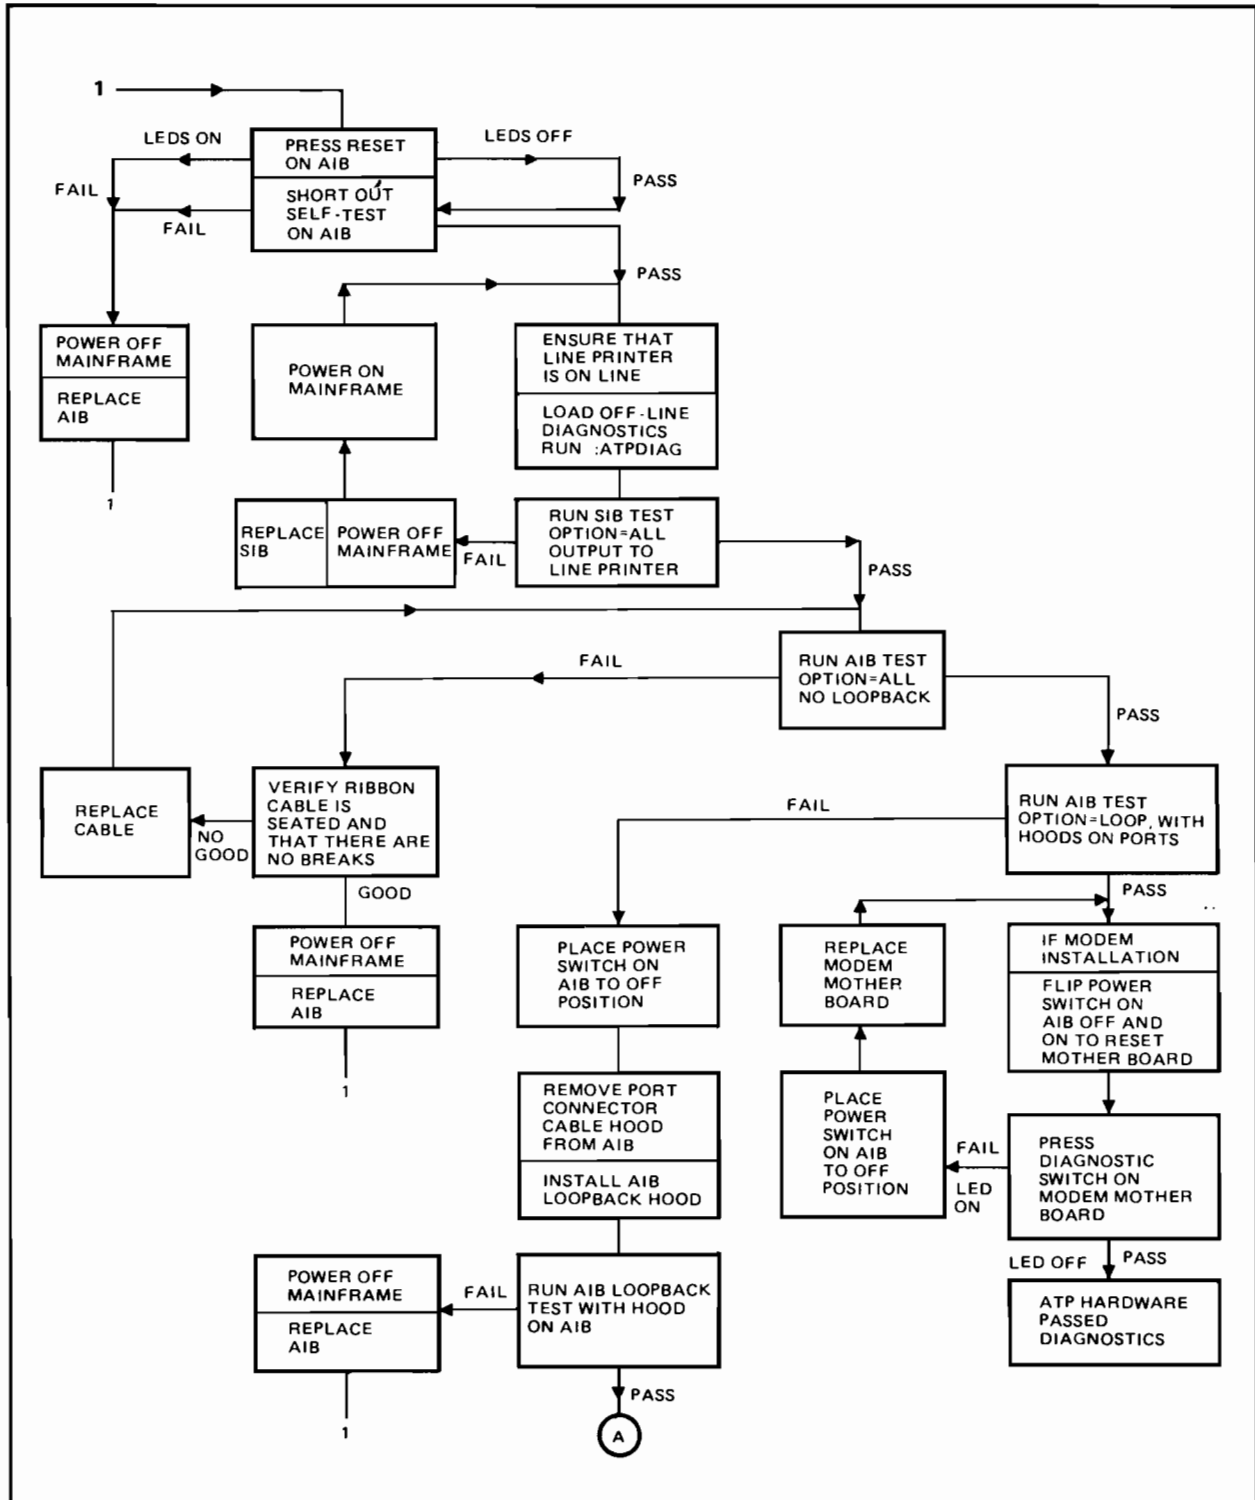 1
LEDS ON
LEDS OFF
PRESS RESET
ON AIB
FAIL
PASS
SHORT OUT
SELF-TEST
ON AIB
FAIL
PASS
POWER OFF
MAINFRAME
REPLACE
AIB
1
POWER ON
MAINFRAME
ENSURE THAT
LINE PRINTER
IS ON LINE
LOAD OFF-LINE
DIAGNOSTICS
RUN :ATPDIAG
REPLACE
SIB
POWER OFF
MAINFRAME
FAIL
RUN SIB TEST
OPTION=ALL
OUTPUT TO
LINE PRINTER
PASS
FAIL
RUN AIB TEST
OPTION=ALL
NO LOOPBACK
PASS
REPLACE
CABLE
NO
GOOD
VERIFY RIBBON
CABLE IS
SEATED AND
THAT THERE ARE
NO BREAKS
GOOD
FAIL
RUN AIB TEST
OPTION=LOOP, WITH
HOODS ON PORTS
PASS
POWER OFF
MAINFRAME
REPLACE
AIB
1
PLACE POWER
SWITCH ON
AIB TO OFF
POSITION
REPLACE
MODEM
MOTHER
BOARD
IF MODEM
INSTALLATION
FLIP POWER
SWITCH ON
AIB OFF AND
ON TO RESET
MOTHER BOARD
REMOVE PORT
CONNECTOR
CABLE HOOD
FROM AIB
INSTALL AIB
LOOPBACK HOOD
PLACE
POWER
SWITCH
ON AIB
TO OFF
POSITION
FAIL
LED
ON
PRESS
DIAGNOSTIC
SWITCH ON
MODEM MOTHER
BOARD
LED OFF
PASS
POWER OFF
MAINFRAME
REPLACE
AIB
1
FAIL
RUN AIB LOOPBACK
TEST WITH HOOD
ON AIB
PASS
A
ATP HARDWARE
PASSED
DIAGNOSTICS